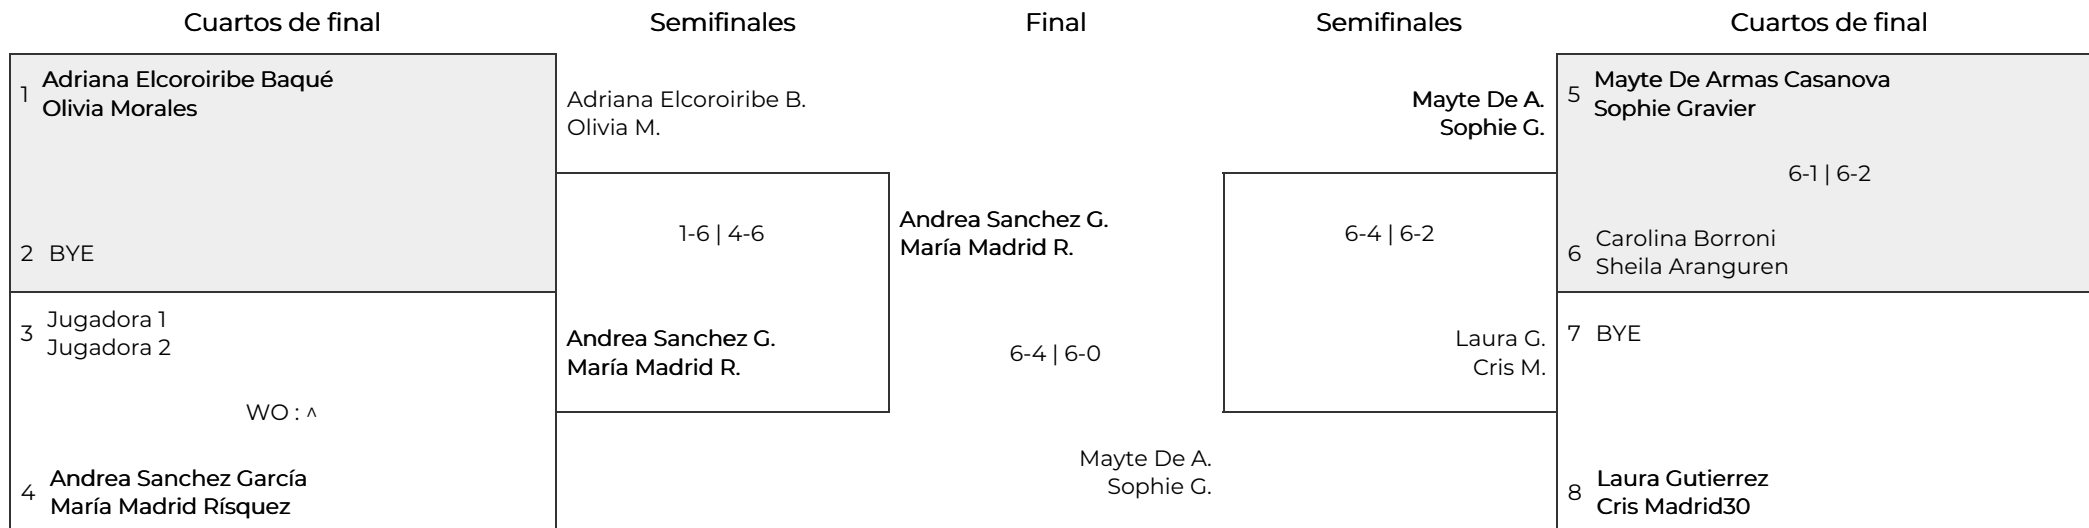 Cuartos de final
Semifinales
Final
Semifinales
Cuartos de final
1
Adriana Elcoroiribe Baqué
Olivia Morales
2 BYE
3
Jugadora 1
Jugadora 2
WO : ^
4
Andrea Sanchez García
María Madrid Rísquez
Adriana Elcoroiribe B.
Olivia M.
1-6 | 4-6
Andrea Sanchez G.
María Madrid R.
Andrea Sanchez G.
María Madrid R.
6-4 | 6-0
Mayte De A.
Sophie G.
Mayte De A.
Sophie G.
6-4 | 6-2
Laura G.
Cris M.
5
Mayte De Armas Casanova
Sophie Gravier
6-1 | 6-2
6
Carolina Borroni
Sheila Aranguren
7 BYE
8
Laura Gutierrez
Cris Madrid30